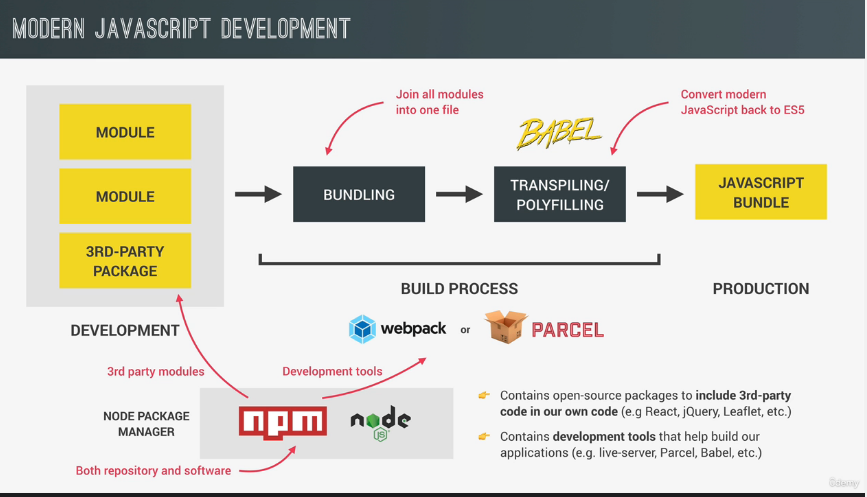 MODERN JAVASCRIPT DEVELOPMENT
Join all modules
into one file
Convert modern
JavaScript back to ES5
BABEL
MODULE
MODULE
3RD-PARTY
PACKAGE
BUNDLING
TRANSPILING/
POLYFILLING
JAVASCRIPT
BUNDLE
DEVELOPMENT
BUILD PROCESS
PRODUCTION
webpack
or
PARCEL
3rd party modules
Development tools
NODE PACKAGE
MANAGER
npm
node
JS
Both repository and software
Contains open-source packages to include 3rd-party
code in our own code (e.g React, jQuery, Leaflet, etc.)
Contains development tools that help build our
applications (e.g. live-server, Parcel, Babel, etc.)
Udemy